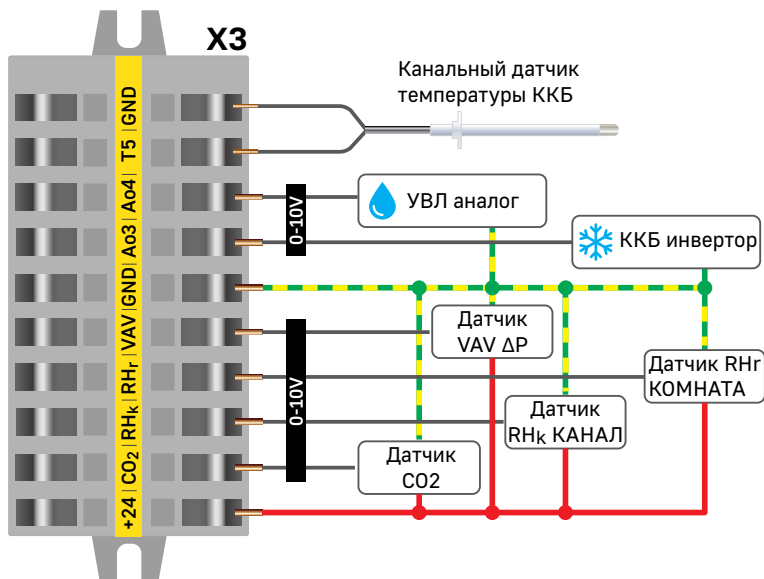 X3
Канальный датчик
температуры ККБ
+24 | CO2 | RHk | RHr | VAV | GND | Ao3 | Ao4 | T5 | GND
0-10V
УВЛ аналог
ККБ инвертор
0-10V
Датчик
VAV ΔP
Датчик RHr
КОМНАТА
Датчик
RHk КАНАЛ
Датчик
CO2